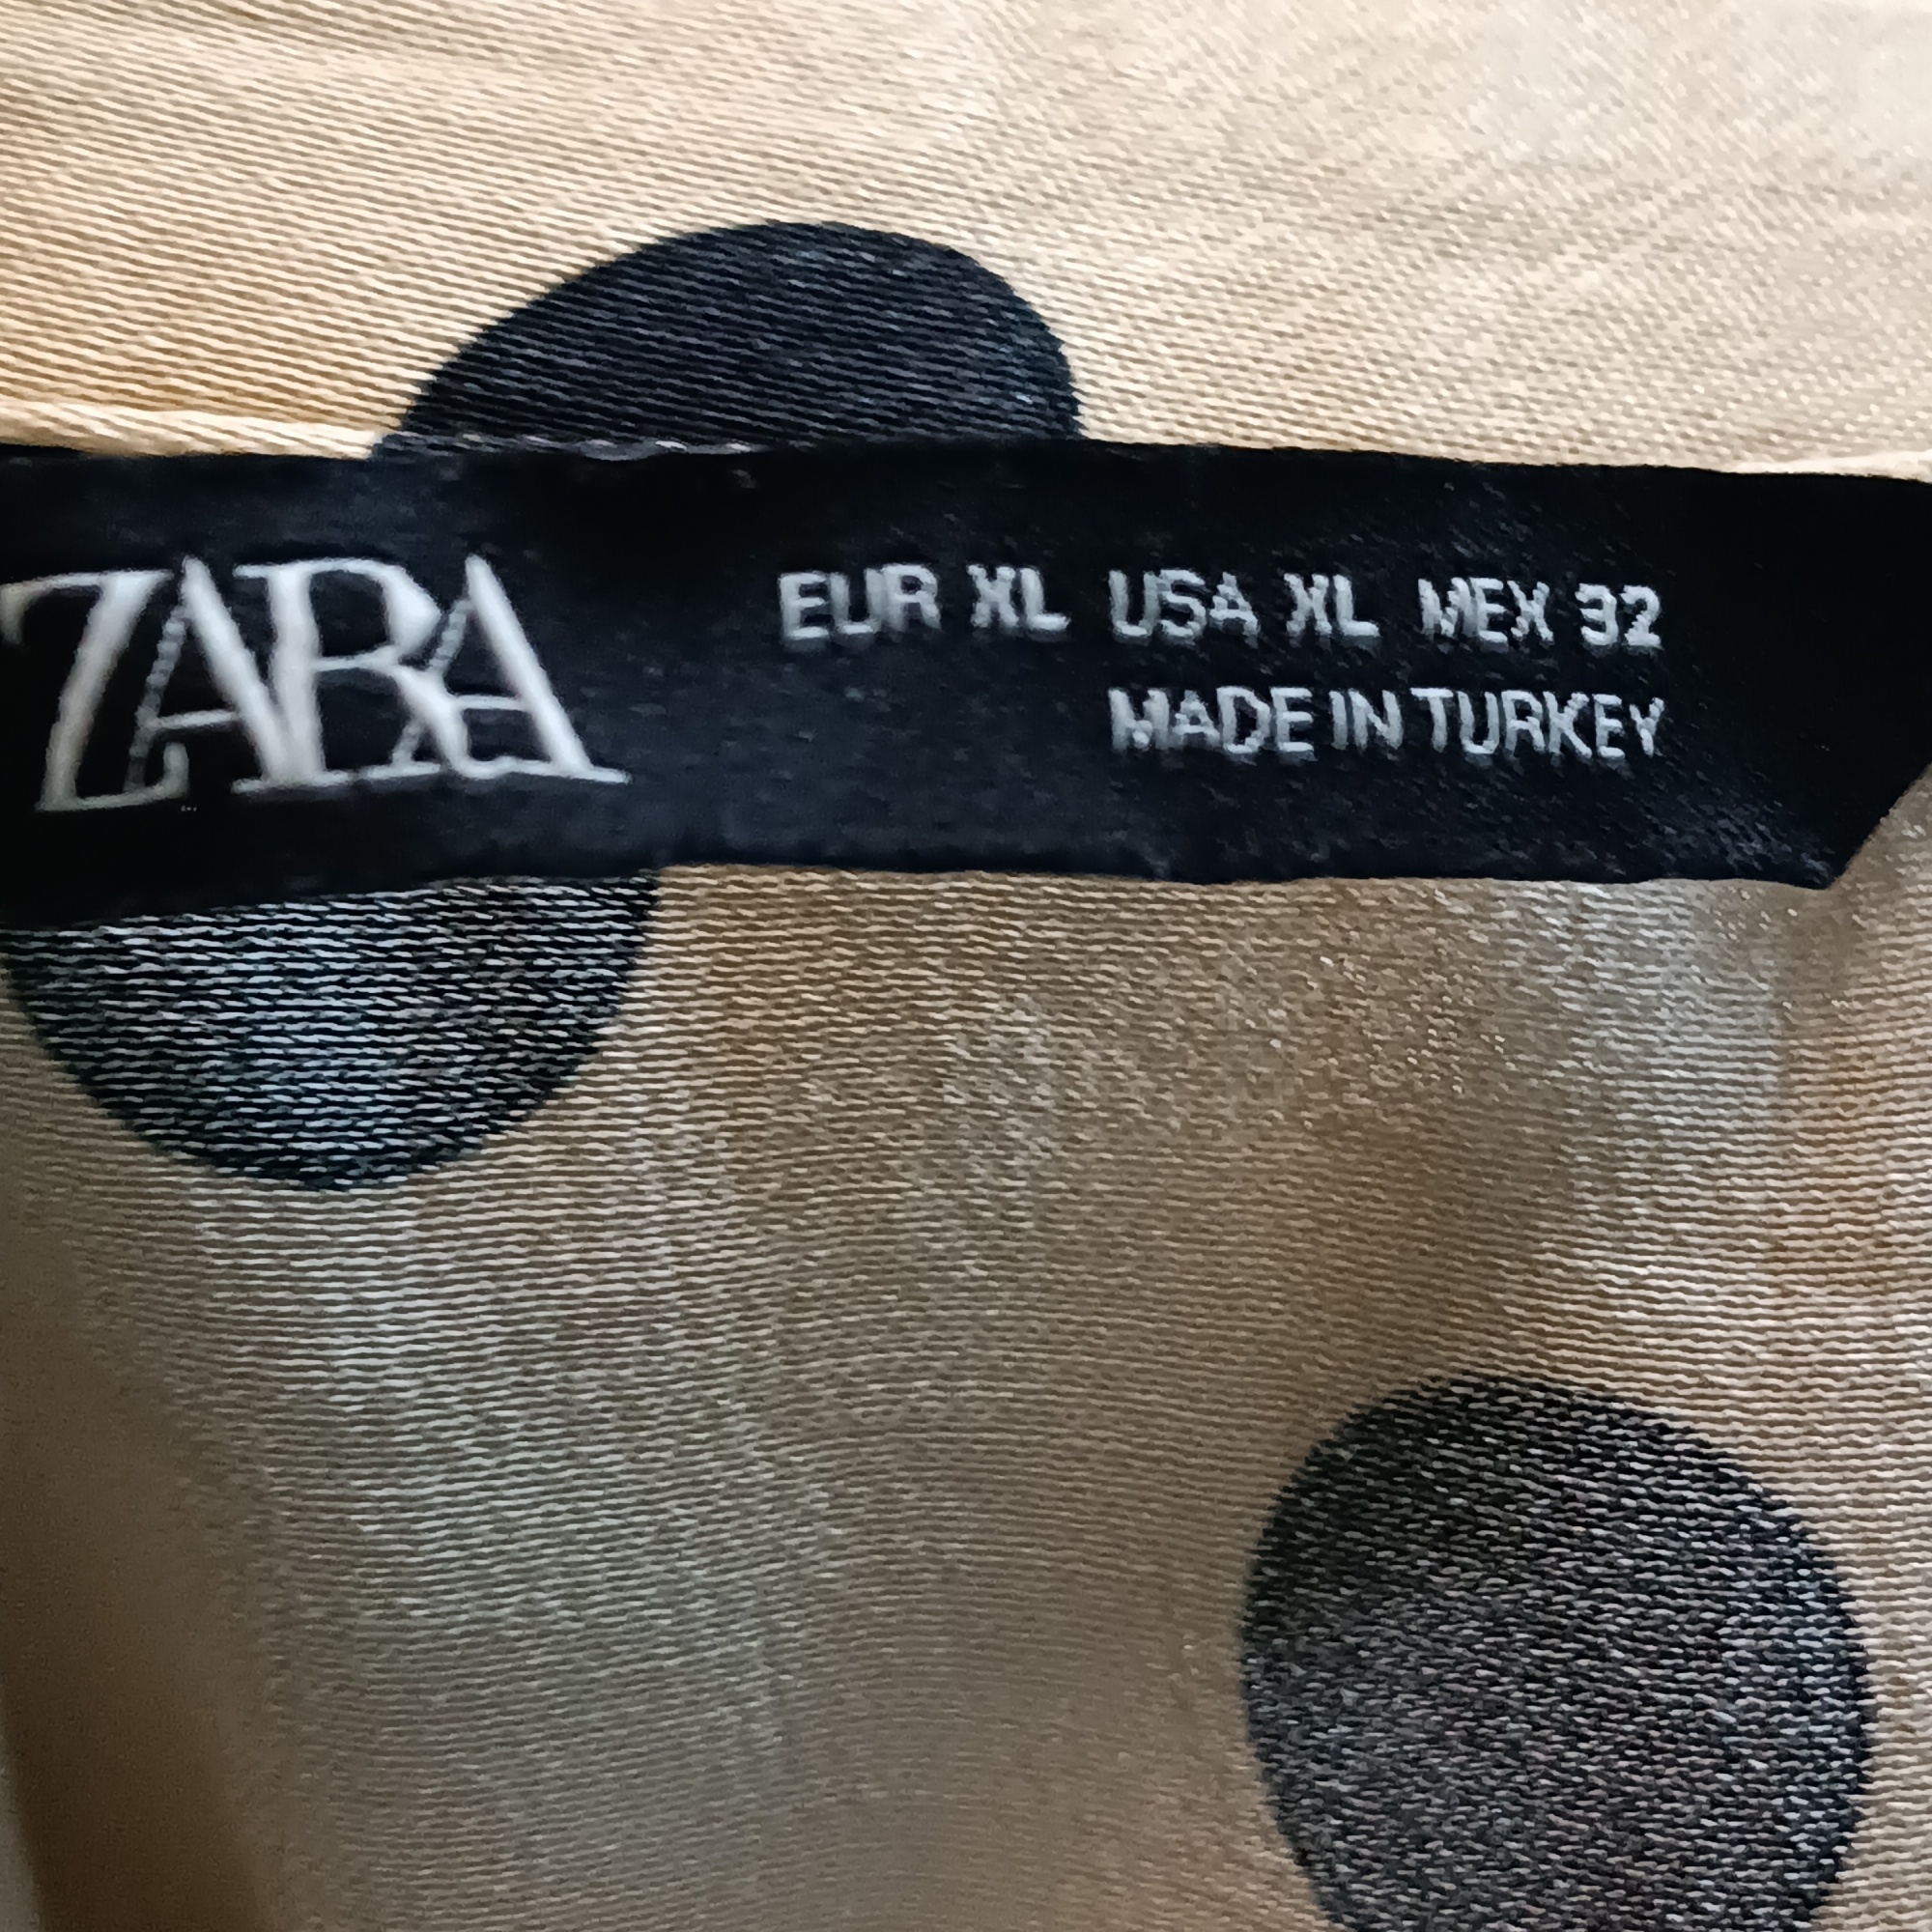 ZARA
EUR XL USA XL MEX 32
MADE IN TURKEY